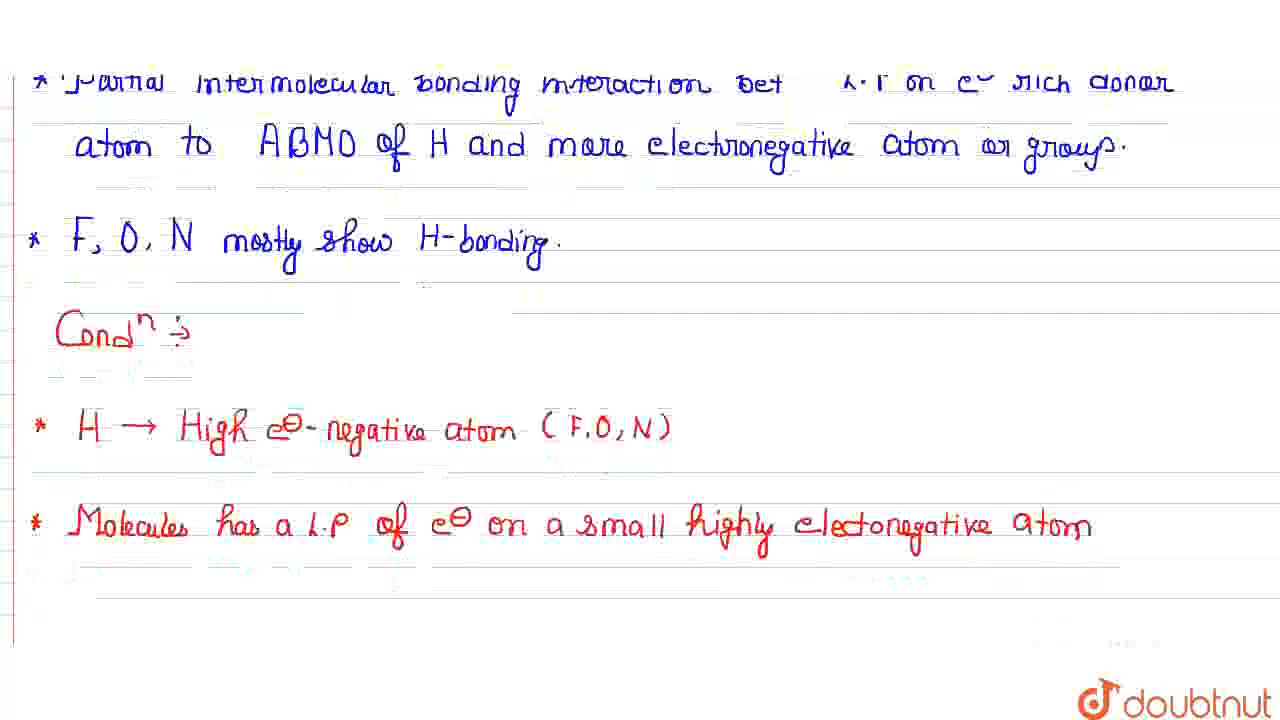 * Partial intermolecular bonding interaction bet L.P on e⁻ rich donar
atom to ABMO of H and more electronegative atom or group.
* F, O, N mostly show H-bonding.
Condⁿ ÷
* H → High e⊖-negative atom (F, O, N)
* Molecules has a L.P of e⊖ on a small highly electonegative atom
doubtnut